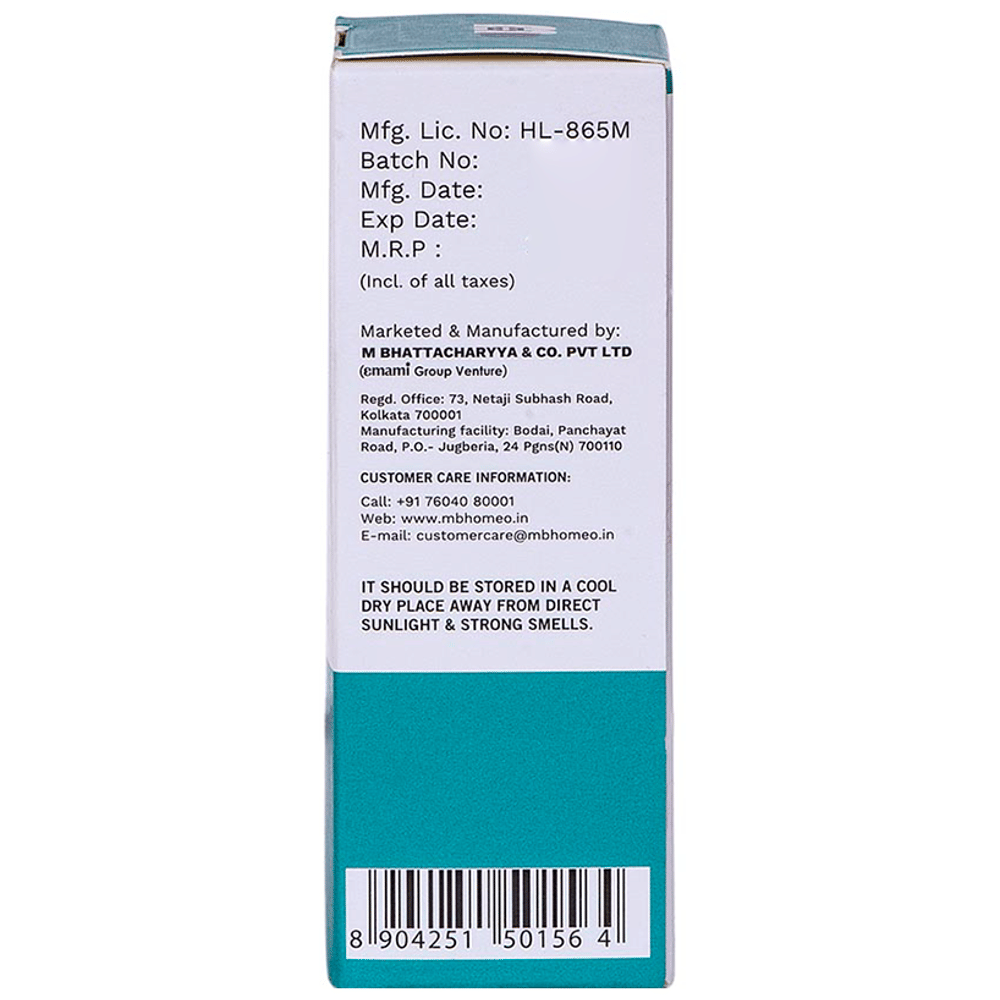 Mfg. Lic. No: HL-865M
Batch No:
Mfg. Date:
Exp Date:
M.R.P :
(Incl. of all taxes)
Marketed & Manufactured by:
M BHATTACHARYYA & CO. PVT LTD
(emami Group Venture)
Regd. Office: 73, Netaji Subhash Road,
Kolkata 700001
Manufacturing facility: Bodai, Panchayat
Road, P.O.- Jugberia, 24 Pgns(N) 700110
CUSTOMER CARE INFORMATION:
Call: +91 76040 80001
Web: www.mbhomeo.in
E-mail: customercare@mbhomeo.in
IT SHOULD BE STORED IN A COOL
DRY PLACE AWAY FROM DIRECT
SUNLIGHT & STRONG SMELLS.
8 904251 501564